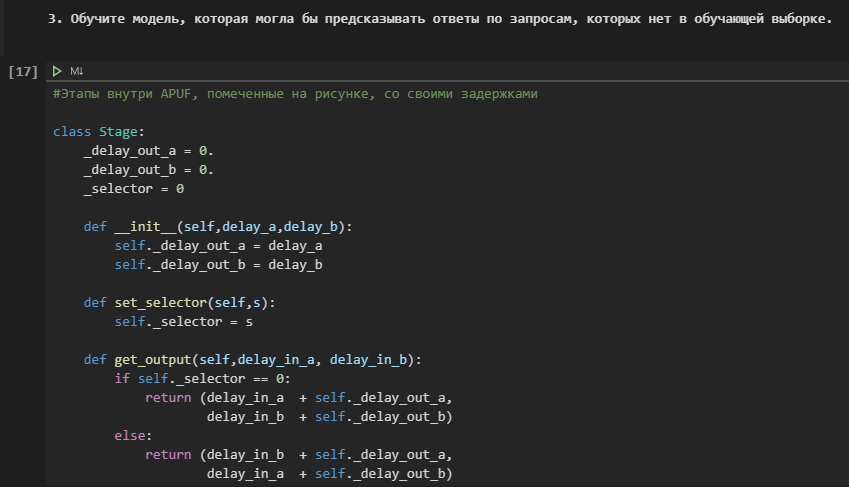 3. Обучите модель, которая могла бы предсказывать ответы по запросам, которых нет в обучающей выборке.
[17]
M↓
#Этапы внутри APUF, помеченные на рисунке, со своими задержками
class Stage:
    _delay_out_a = 0.
    _delay_out_b = 0.
    _selector = 0
    def __init__(self,delay_a,delay_b):
        self._delay_out_a = delay_a
        self._delay_out_b = delay_b
    def set_selector(self,s):
        self._selector = s
    def get_output(self,delay_in_a, delay_in_b):
        if self._selector == 0:
            return (delay_in_a  + self._delay_out_a,
                    delay_in_b  + self._delay_out_b)
        else:
            return (delay_in_b  + self._delay_out_a,
                    delay_in_a  + self._delay_out_b)